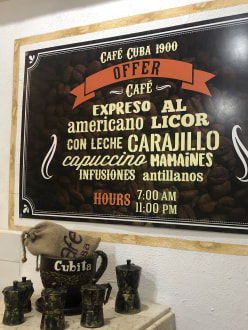 CAFÉ CUBA 1900
OFFER
CAFÉ
EXPRESO AL
americano LICOR
CON LECHE CARAJILLO
capuccino MAMAÍNES
INFUSIONES antillanos
HOURS 7:00 AM
11:00 PM
Cubita